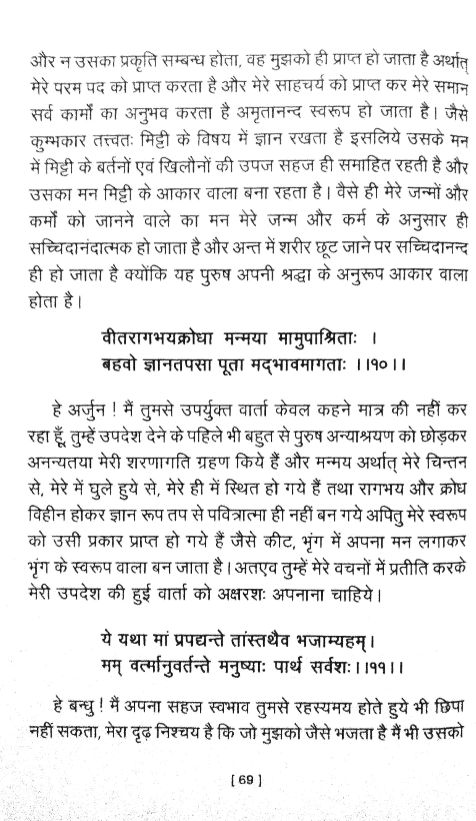 और न उसका प्रकृति सम्बन्ध होता, वह मुझको ही प्राप्त हो जाता है अर्थात्
मेरे परम पद को प्राप्त करता है और मेरे साहचर्य को प्राप्त कर मेरे समान
सर्व कामों का अनुभव करता है अमृतानन्द स्वरूप हो जाता है। जैसे
कुम्भकार तत्त्वतः मिट्टी के विषय में ज्ञान रखता है इसलिये उसके मन
में मिट्टी के बर्तनों एवं खिलौनों की उपज सहज ही समाहित रहती है और
उसका मन मिट्टी के आकार वाला बना रहता है। वैसे ही मेरे जन्मों और
कर्मों को जानने वाले का मन मेरे जन्म और कर्म के अनुसार ही
सच्चिदानंदात्मक हो जाता है और अन्त में शरीर छूट जाने पर सच्चिदानन्द
ही हो जाता है क्योंकि यह पुरुष अपनी श्रद्धा के अनुरूप आकार वाला
होता है।
वीतरागभयक्रोधा मन्मया मामुपाश्रिताः ।
बहवो ज्ञानतपसा पूता मद्भावमागताः ।।१०।।
हे अर्जुन ! मैं तुमसे उपर्युक्त वार्ता केवल कहने मात्र की नहीं कर
रहा हूँ, तुम्हें उपदेश देने के पहिले भी बहुत से पुरुष अन्याश्रयण को छोड़कर
अनन्यतया मेरी शरणागति ग्रहण किये हैं और मन्मय अर्थात् मेरे चिन्तन
से, मेरे में घुले हुये से, मेरे ही में स्थित हो गये हैं तथा रागभय और क्रोध
विहीन होकर ज्ञान रूप तप से पवित्रात्मा ही नहीं बन गये अपितु मेरे स्वरूप
को उसी प्रकार प्राप्त हो गये हैं जैसे कीट, भृंग में अपना मन लगाकर
भृंग के स्वरूप वाला बन जाता है। अतएव तुम्हें मेरे वचनों में प्रतीति करके
मेरी उपदेश की हुई वार्ता को अक्षरशः अपनाना चाहिये।
ये यथा मां प्रपद्यन्ते तांस्तथैव भजाम्यहम्।
मम् वर्त्मानुवर्तन्ते मनुष्याः पार्थ सर्वशः।।११।।
हे बन्धु ! मैं अपना सहज स्वभाव तुमसे रहस्यमय होते हुये भी छिपा
नहीं सकता, मेरा दृढ़ निश्चय है कि जो मुझको जैसे भजता है मैं भी उसको
[ 69 ]